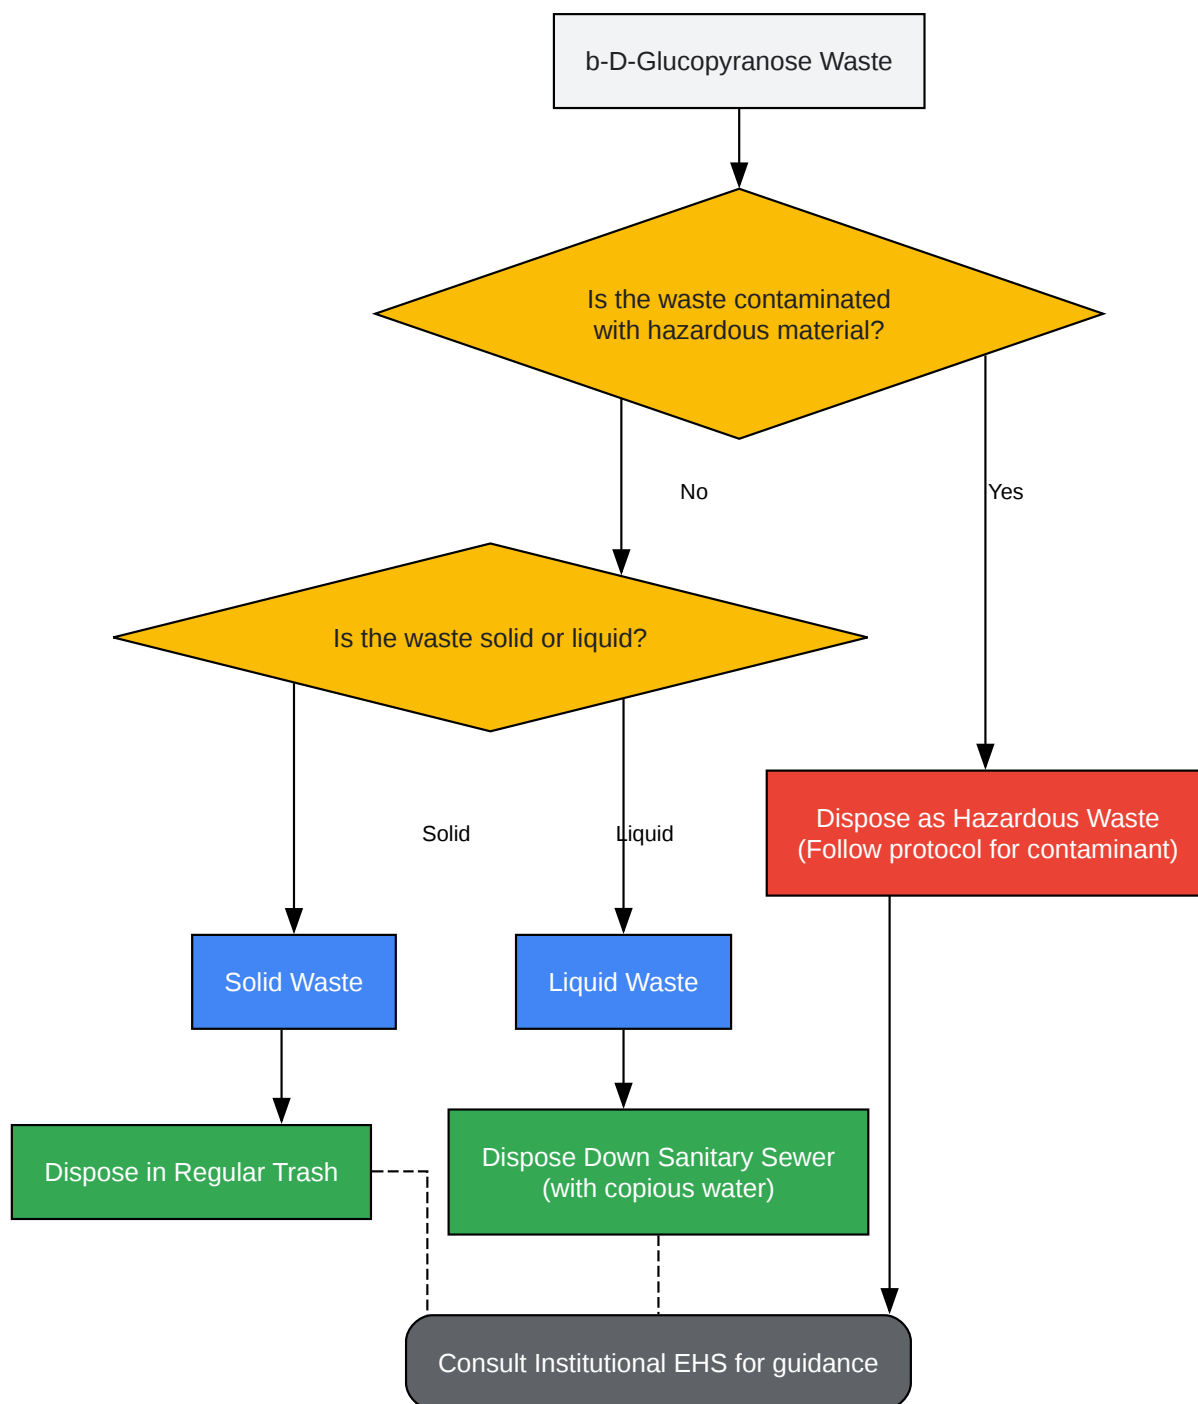 b-D-Glucopyranose Waste
Is the waste contaminated
with hazardous material?
No
Yes
Is the waste solid or liquid?
Solid
Liquid
Dispose as Hazardous Waste
(Follow protocol for contaminant)
Solid Waste
Liquid Waste
Dispose in Regular Trash
Dispose Down Sanitary Sewer
(with copious water)
Consult Institutional EHS for guidance